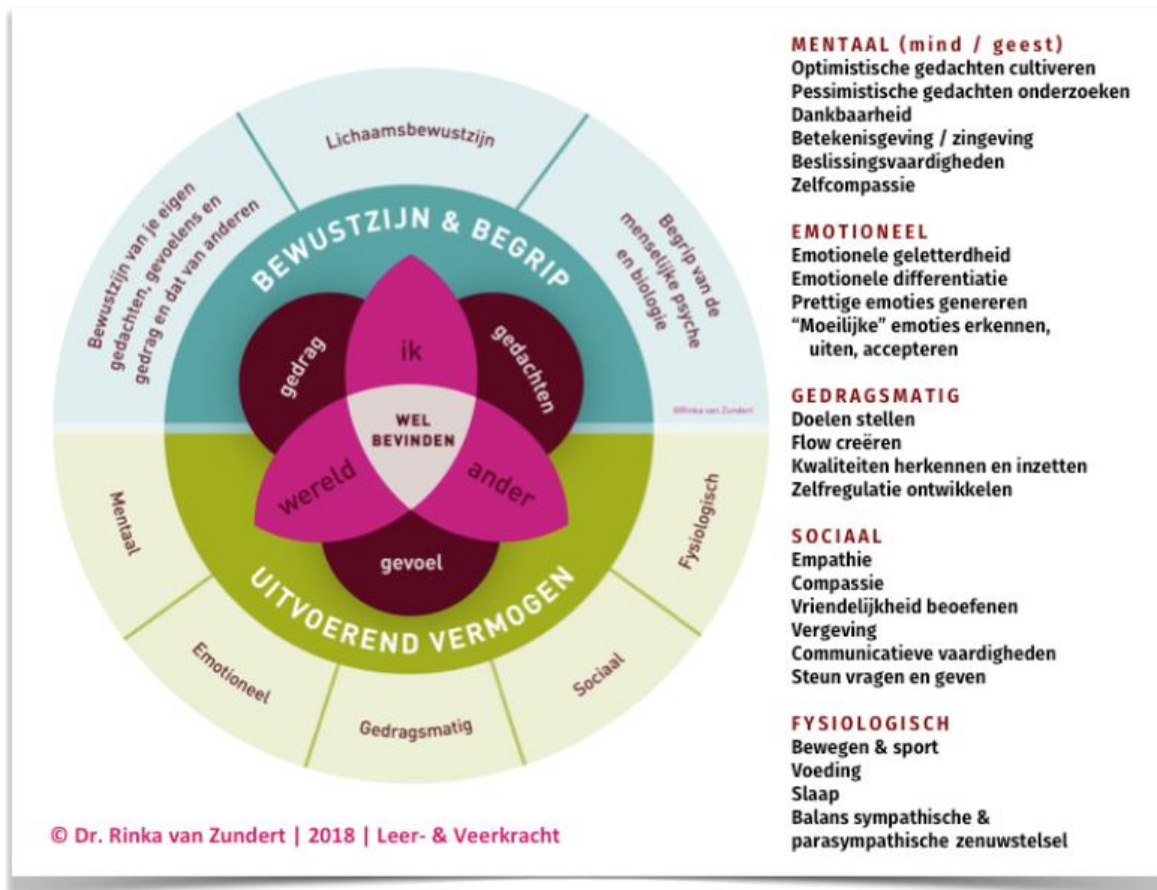 Lichaamsbewustzijn
Bewustzijn van je eigen
gedachten, gevoelens en
gedrag en dat van anderen
Begrip van de
menselijke psyche
en biologie
BEWUSTZIJN & BEGRIP
ik
gedrag
gedachten
WEL
BEVINDEN
©Rinka van Zundert
wereld
ander
gevoel
UITVOEREND VERMOGEN
Mentaal
Emotioneel
Gedragsmatig
Sociaal
Fysiologisch
© Dr. Rinka van Zundert | 2018 | Leer- & Veerkracht
MENTAAL (mind / geest)
Optimistische gedachten cultiveren
Pessimistische gedachten onderzoeken
Dankbaarheid
Betekenisgeving / zingeving
Beslissingsvaardigheden
Zelfcompassie
EMOTIONEEL
Emotionele geletterdheid
Emotionele differentiatie
Prettige emoties genereren
“Moeilijke” emoties erkennen,
uiten, accepteren
GEDRAGSMATIG
Doelen stellen
Flow creëren
Kwaliteiten herkennen en inzetten
Zelfregulatie ontwikkelen
SOCIAAL
Empathie
Compassie
Vriendelijkheid beoefenen
Vergeving
Communicatieve vaardigheden
Steun vragen en geven
FYSIOLOGISCH
Bewegen & sport
Voeding
Slaap
Balans sympathische &
parasympathische zenuwstelsel